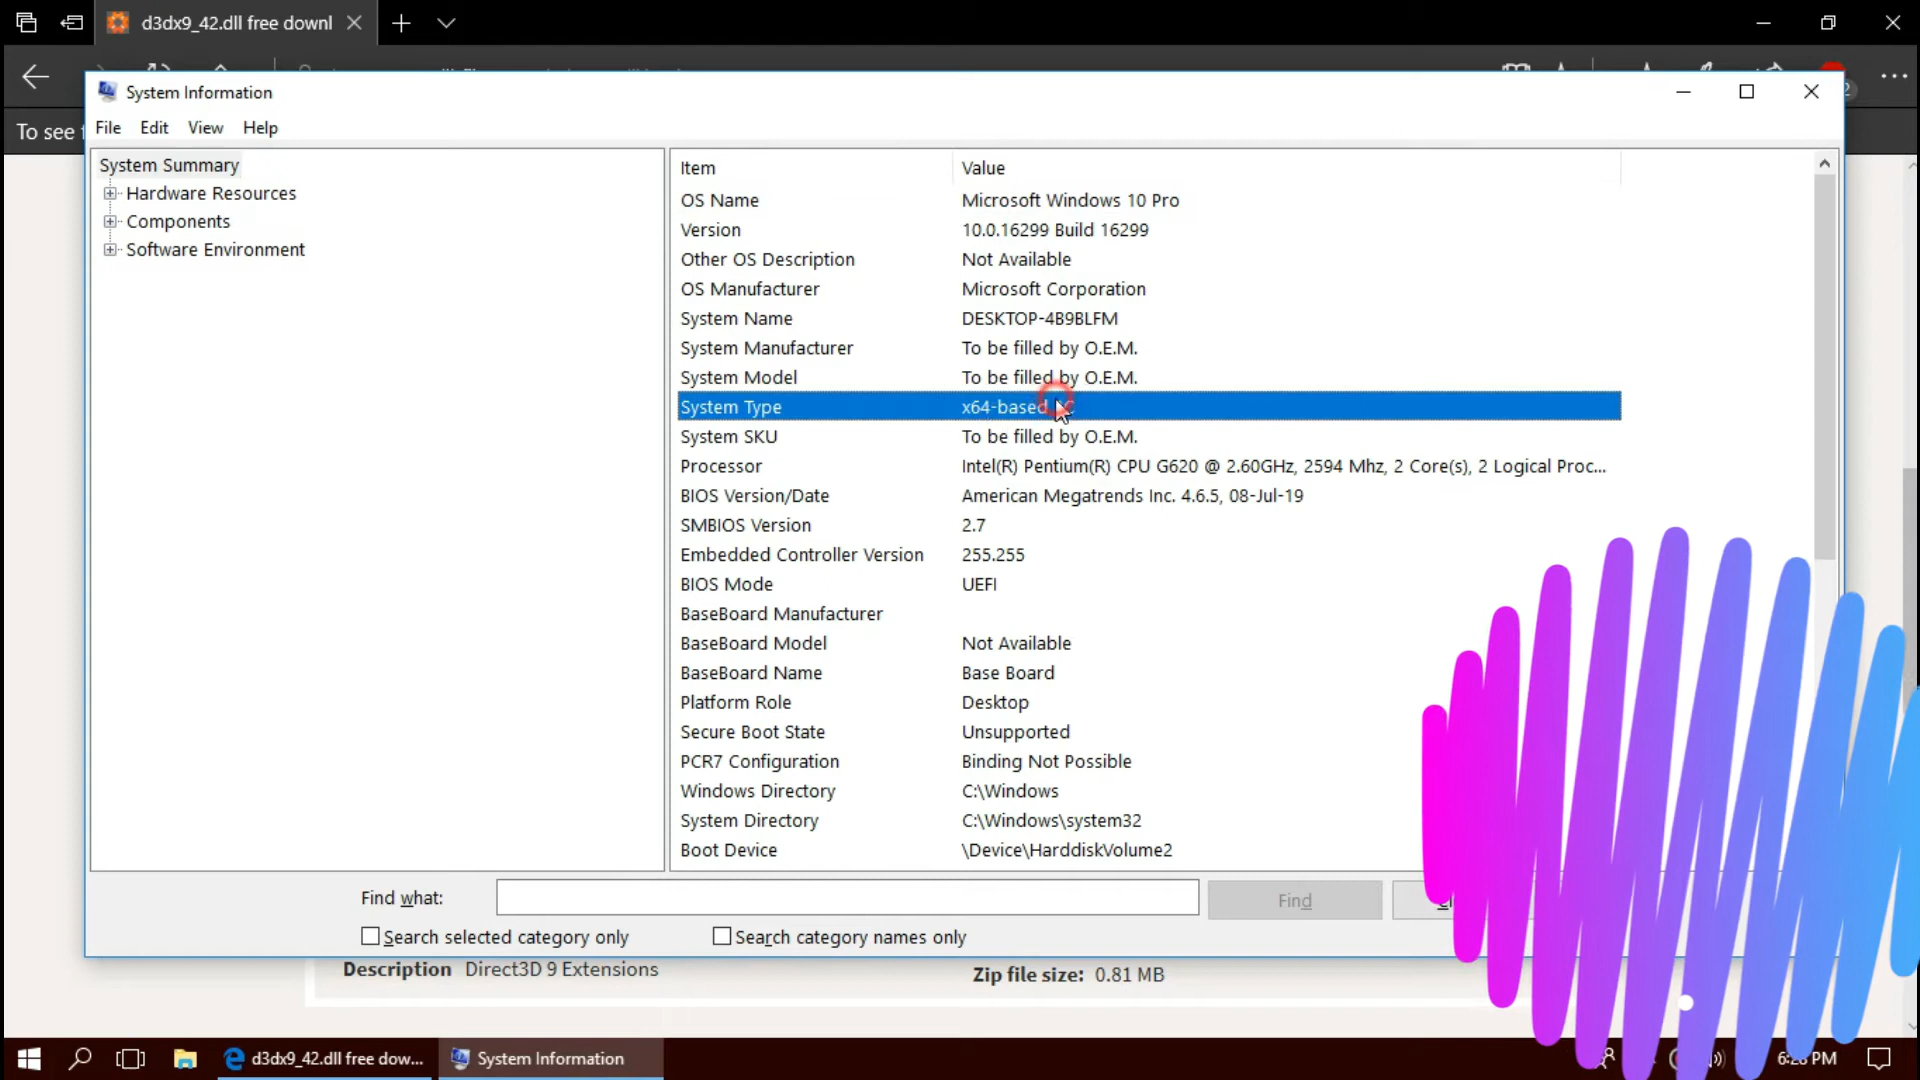 d3dx9_42.dll free downl
To see
System Information
File Edit View Help
System Summary
Hardware Resources
Components
Software Environment
Item Value
OS Name Microsoft Windows 10 Pro
Version 10.0.16299 Build 16299
Other OS Description Not Available
OS Manufacturer Microsoft Corporation
System Name DESKTOP-4B9BLFM
System Manufacturer To be filled by O.E.M.
System Model To be filled by O.E.M.
System Type x64-based
System SKU To be filled by O.E.M.
Processor Intel(R) Pentium(R) CPU G620 @ 2.60GHz, 2594 Mhz, 2 Core(s), 2 Logical Proc...
BIOS Version/Date American Megatrends Inc. 4.6.5, 08-Jul-19
SMBIOS Version 2.7
Embedded Controller Version 255.255
BIOS Mode UEFI
BaseBoard Manufacturer
BaseBoard Model Not Available
BaseBoard Name Base Board
Platform Role Desktop
Secure Boot State Unsupported
PCR7 Configuration Binding Not Possible
Windows Directory C:\Windows
System Directory C:\Windows\system32
Boot Device \Device\HarddiskVolume2
Find what: Find
Search selected category only Search category names only
Description Direct3D 9 Extensions Zip file size: 0.81 MB
d3dx9_42.dll free dow... System Information PM